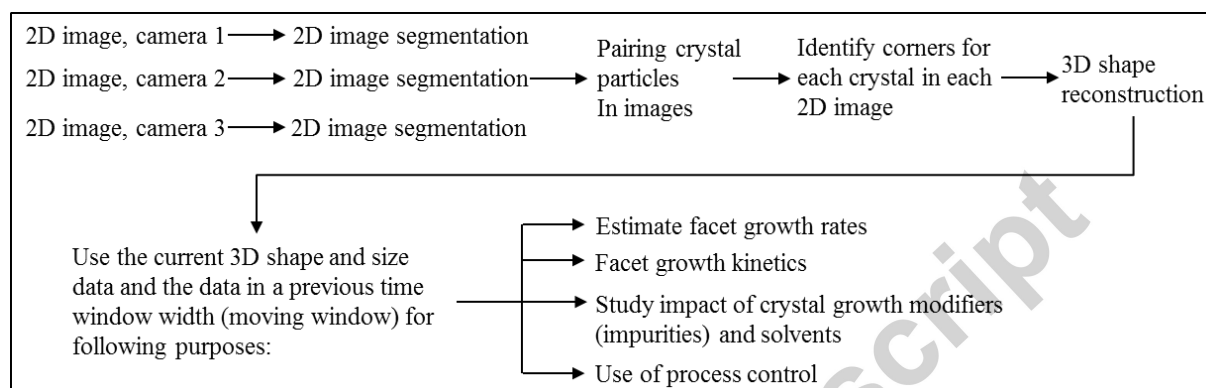 2D image, camera 1 → 2D image segmentation
2D image, camera 2 → 2D image segmentation →
2D image, camera 3 → 2D image segmentation
Pairing crystal
particles
In images
Identify corners for
each crystal in each
2D image
3D shape
reconstruction
Use the current 3D shape and size
data and the data in a previous time
window width (moving window) for
following purposes:
Estimate facet growth rates
Facet growth kinetics
Study impact of crystal growth modifiers
(impurities) and solvents
Use of process control
script